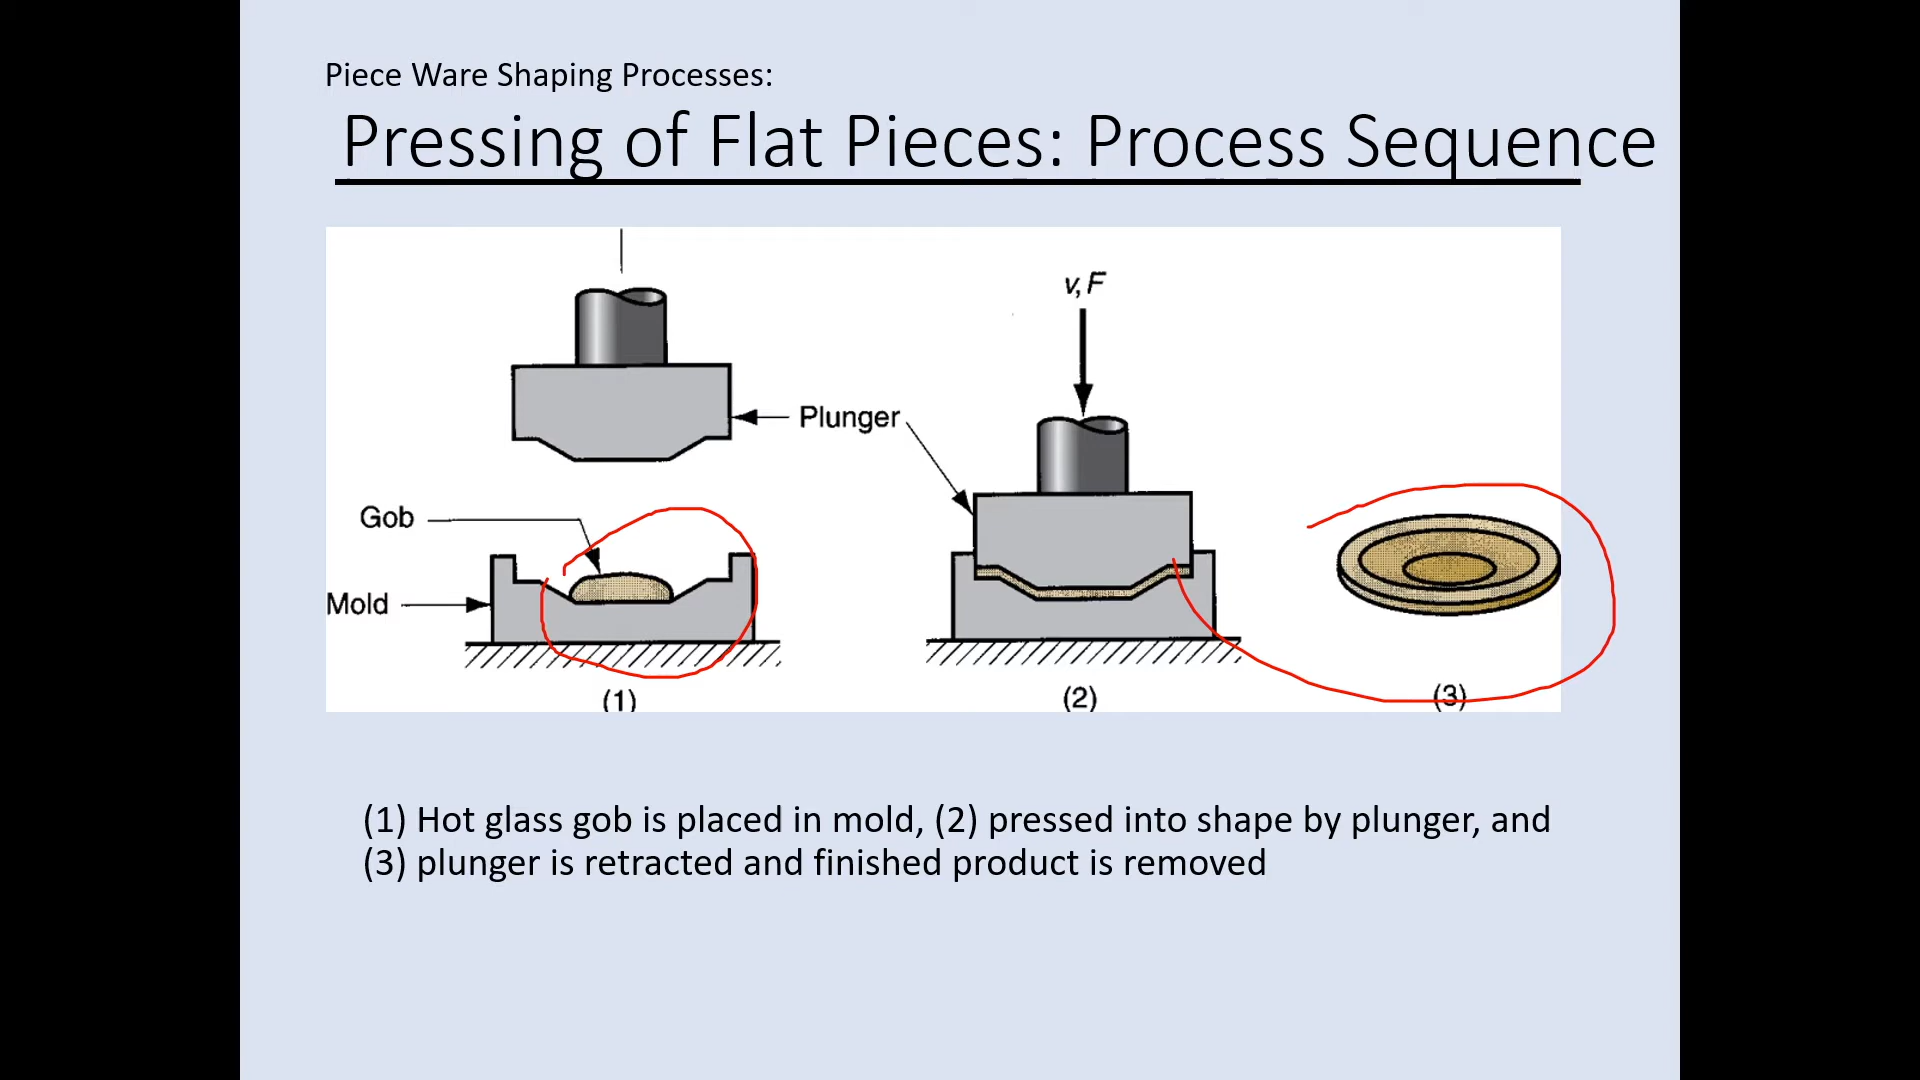 Piece Ware Shaping Processes:
Pressing of Flat Pieces: Process Sequence
v, F
Plunger
Gob
Mold
(1)
(2)
(3)
(1) Hot glass gob is placed in mold, (2) pressed into shape by plunger, and
(3) plunger is retracted and finished product is removed